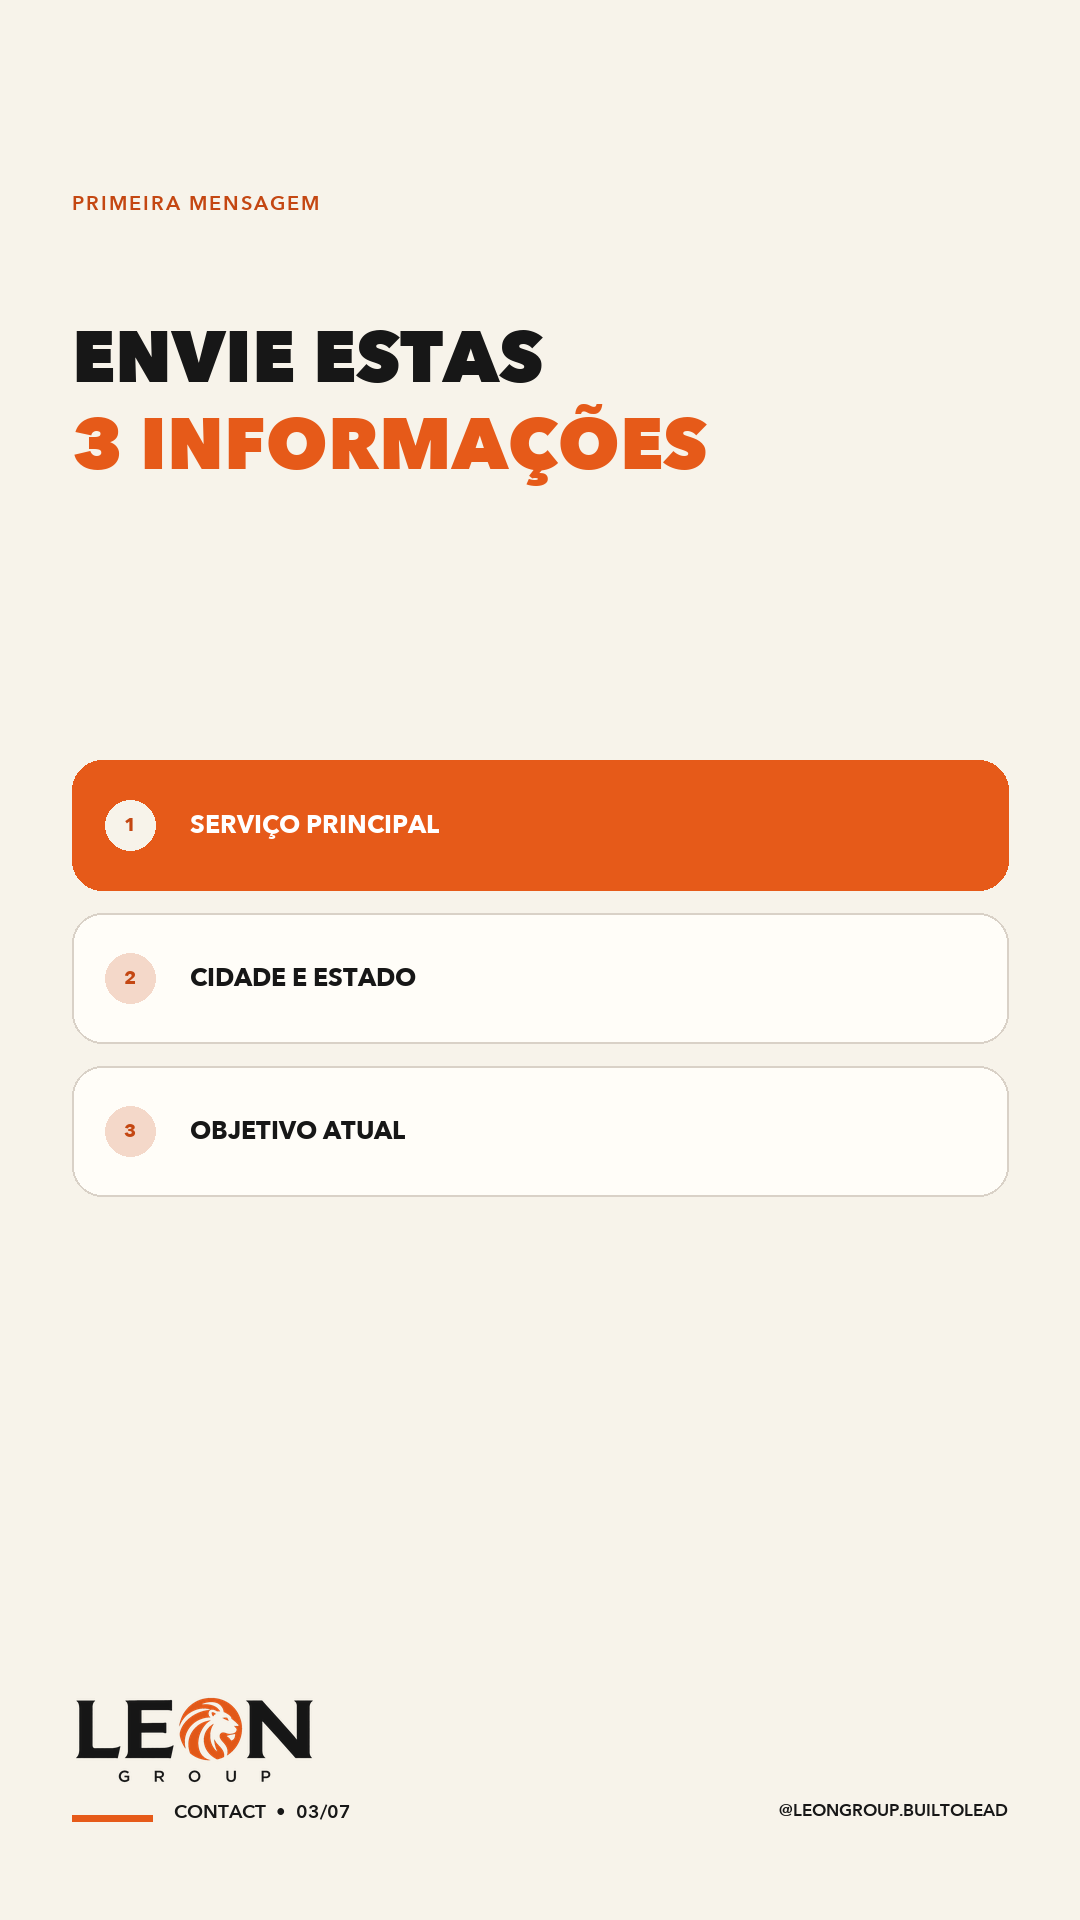 PRIMEIRA MENSAGEM
ENVIE ESTAS
3 INFORMAÇÕES
1 SERVIÇO PRINCIPAL
2 CIDADE E ESTADO
3 OBJETIVO ATUAL
LEON
GROUP
CONTACT • 03/07
@LEONGROUP.BUILTOLEAD